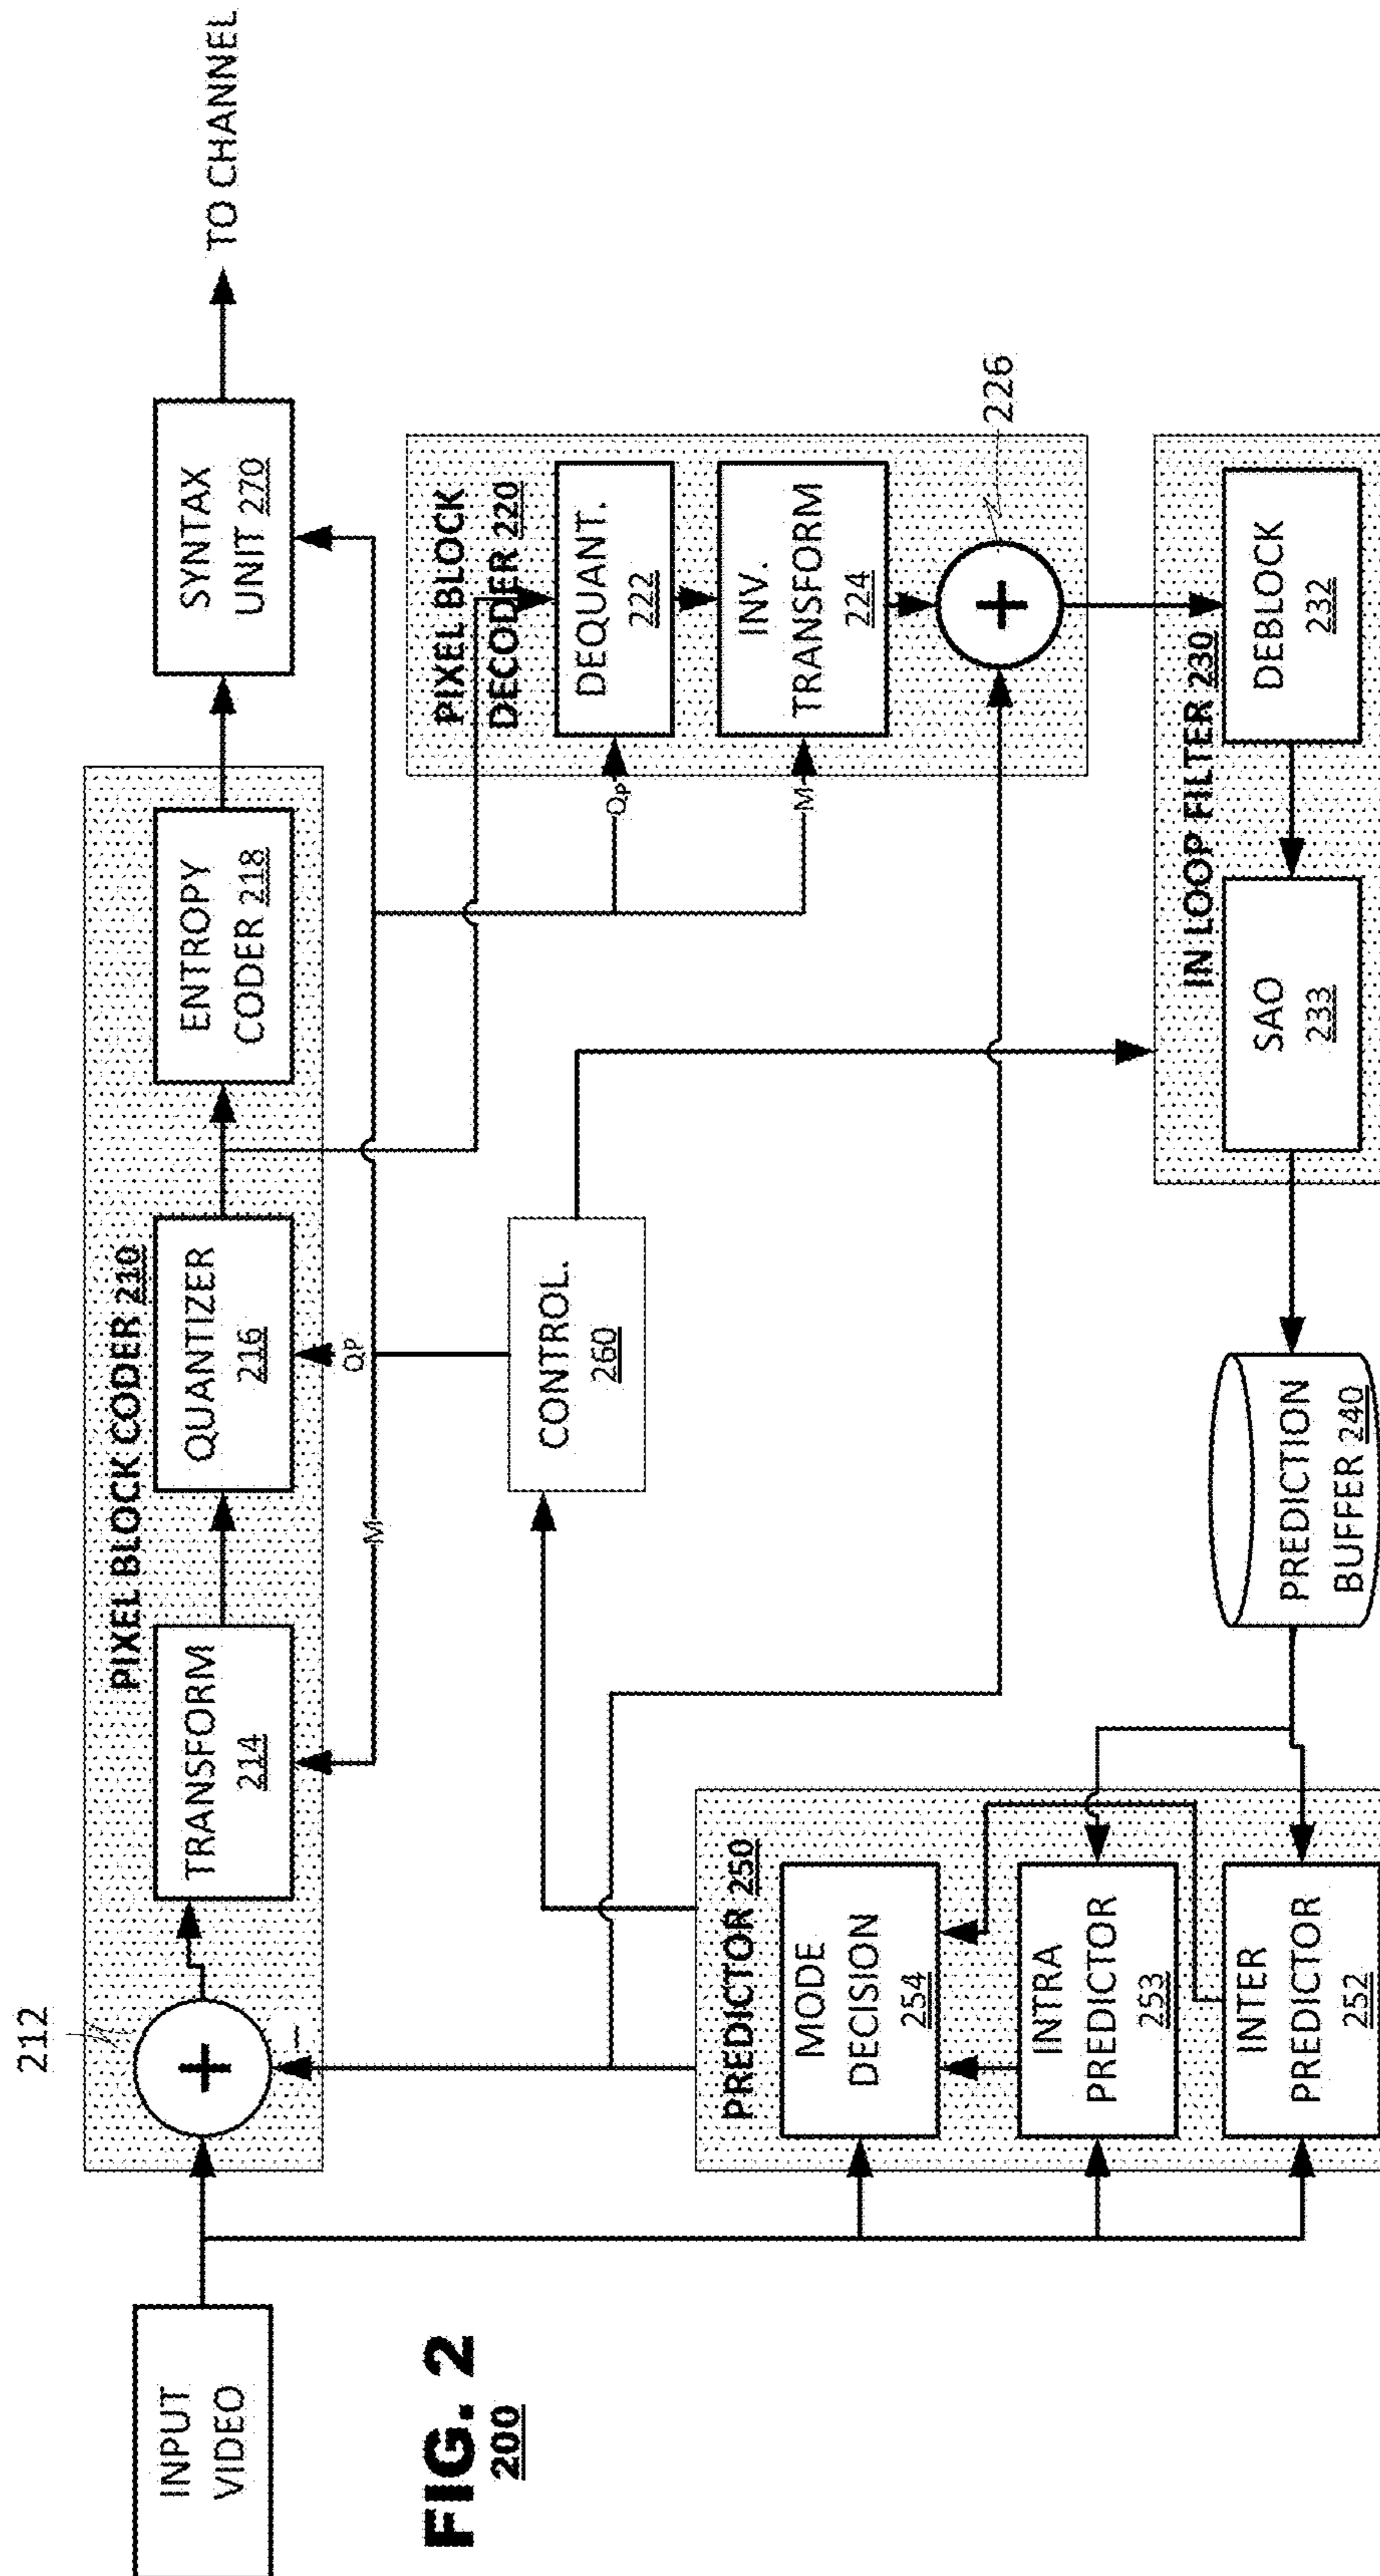 212
INPUT
VIDEO
PIXEL BLOCK CODER 210
TRANSFORM
214
QUANTIZER
216
ENTROPY
CODER 218
SYNTAX
UNIT 270
TO CHANNEL
−
M
QP
CONTROL.
260
PIXEL BLOCK
DECODER 220
DEQUANT.
222
Qp
INV.
TRANSFORM
224
M
226
PREDICTOR 250
MODE
DECISION
254
INTRA
PREDICTOR
253
INTER
PREDICTOR
252
IN LOOP FILTER 230
SAO
233
DEBLOCK
232
PREDICTION
BUFFER 240
FIG. 2
200